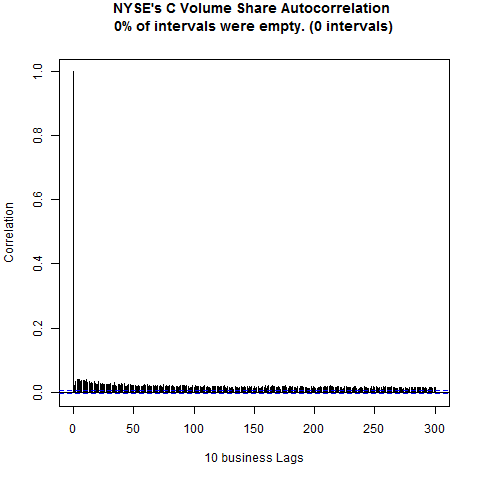 NYSE's C Volume Share Autocorrelation
0% of intervals were empty. (0 intervals)
1.0
0.8
0.6
0.4
0.2
0.0
Correlation
0 50 100 150 200 250 300
10 business Lags